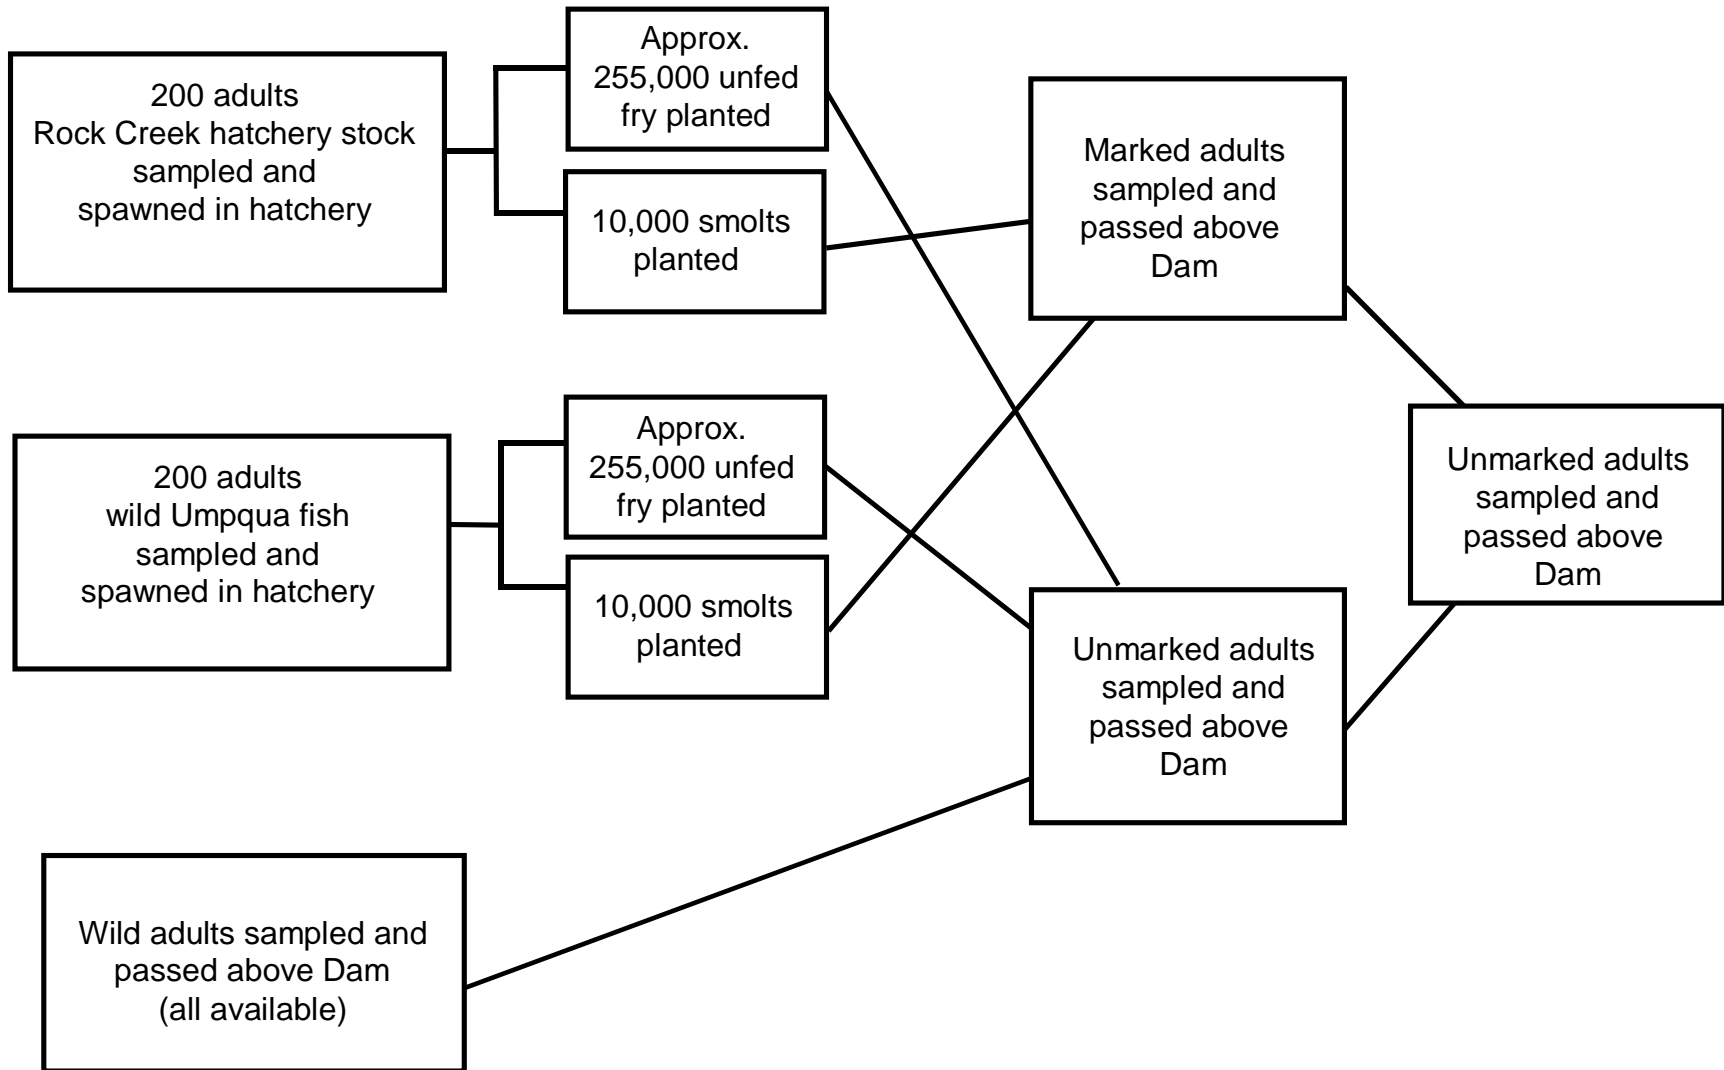 200 adults
Rock Creek hatchery stock
sampled and
spawned in hatchery
Approx.
255,000 unfed
fry planted
10,000 smolts
planted
Marked adults
sampled and
passed above
Dam
200 adults
wild Umpqua fish
sampled and
spawned in hatchery
Approx.
255,000 unfed
fry planted
10,000 smolts
planted
Unmarked adults
sampled and
passed above
Dam
Unmarked adults
sampled and
passed above
Dam
Wild adults sampled and
passed above Dam
(all available)